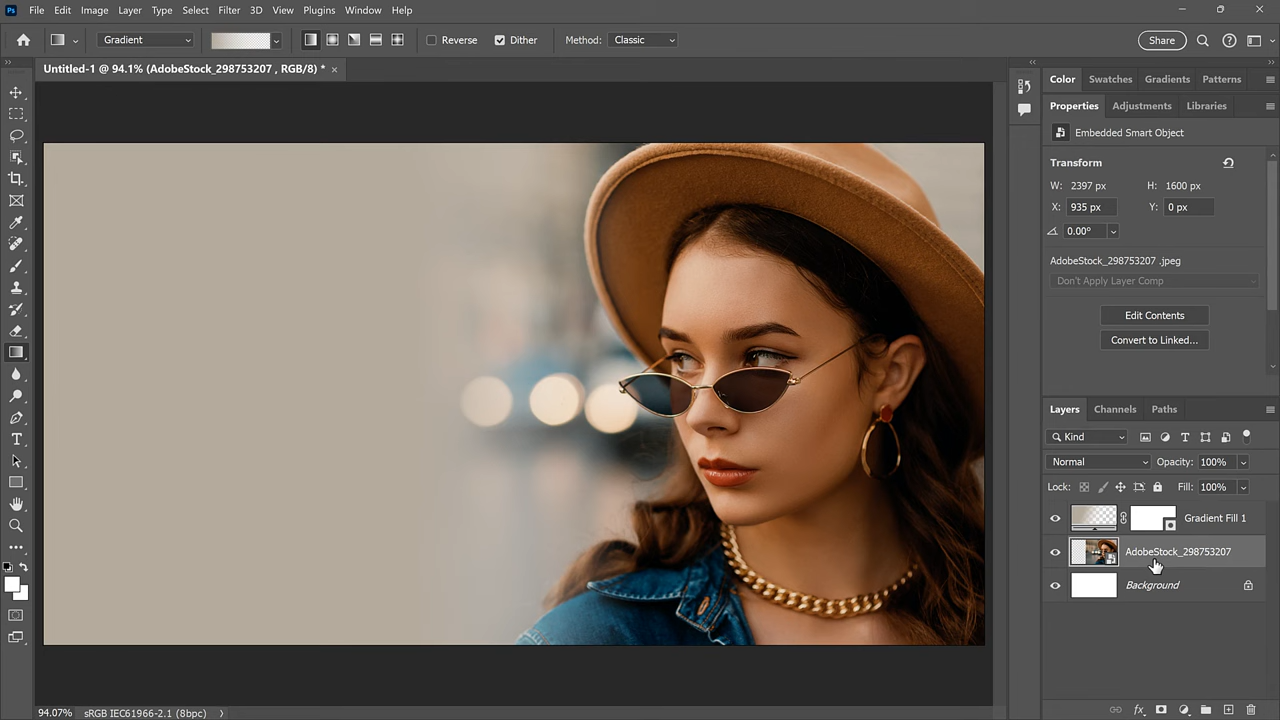 Ps File Edit Image Layer Type Select Filter 3D View Plugins Window Help
Gradient Reverse Dither Method: Classic Share
Untitled-1 @ 94.1% (AdobeStock_298753207 , RGB/8) * ×
Color Swatches Gradients Patterns
Properties Adjustments Libraries
Embedded Smart Object
Transform
W: 2397 px H: 1600 px
X: 935 px Y: 0 px
0.00°
AdobeStock_298753207 .jpeg
Don't Apply Layer Comp
Edit Contents
Convert to Linked...
Layers Channels Paths
Kind
Normal Opacity: 100%
Lock: Fill: 100%
Gradient Fill 1
AdobeStock_298753207
Background
94.07% sRGB IEC61966-2.1 (8bpc)